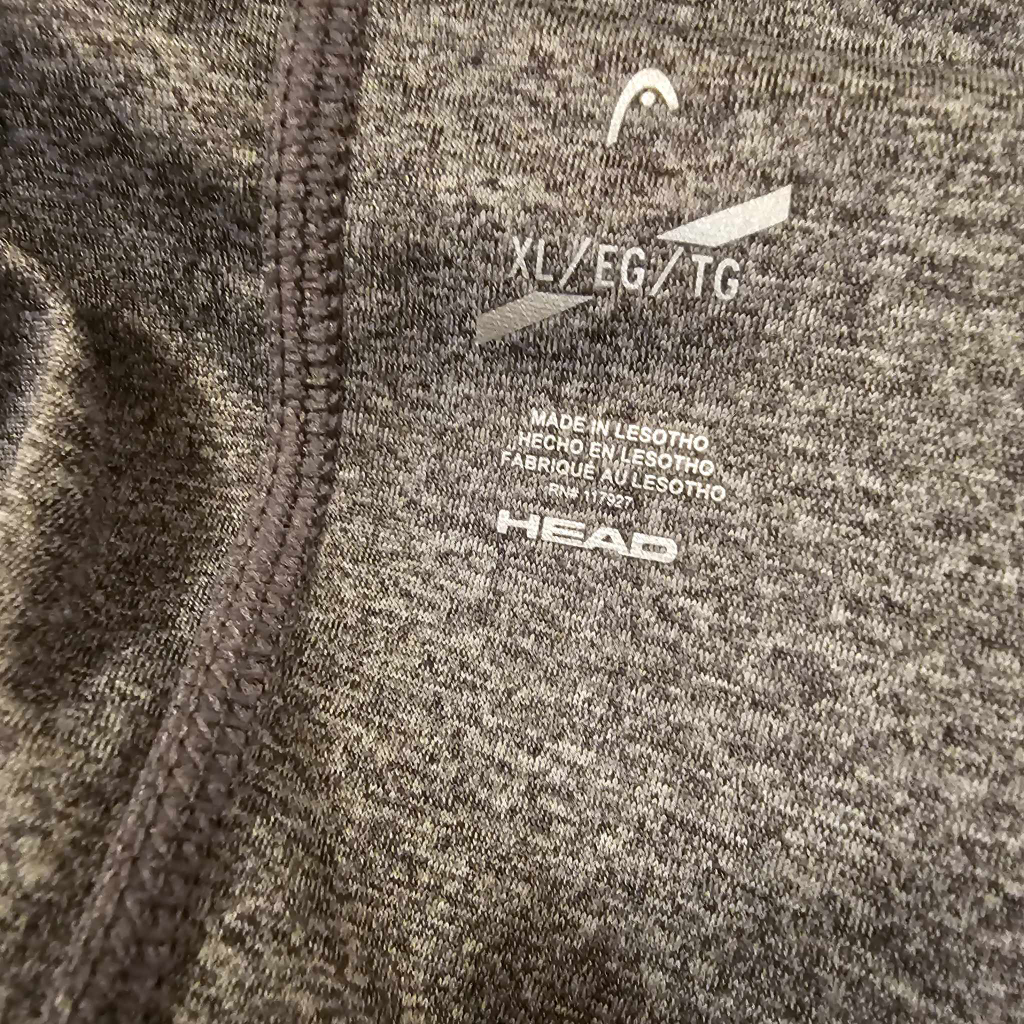 XL/EG/TG
MADE IN LESOTHO
HECHO EN LESOTHO
FABRIQUÉ AU LESOTHO
RN# 117927
HEAD